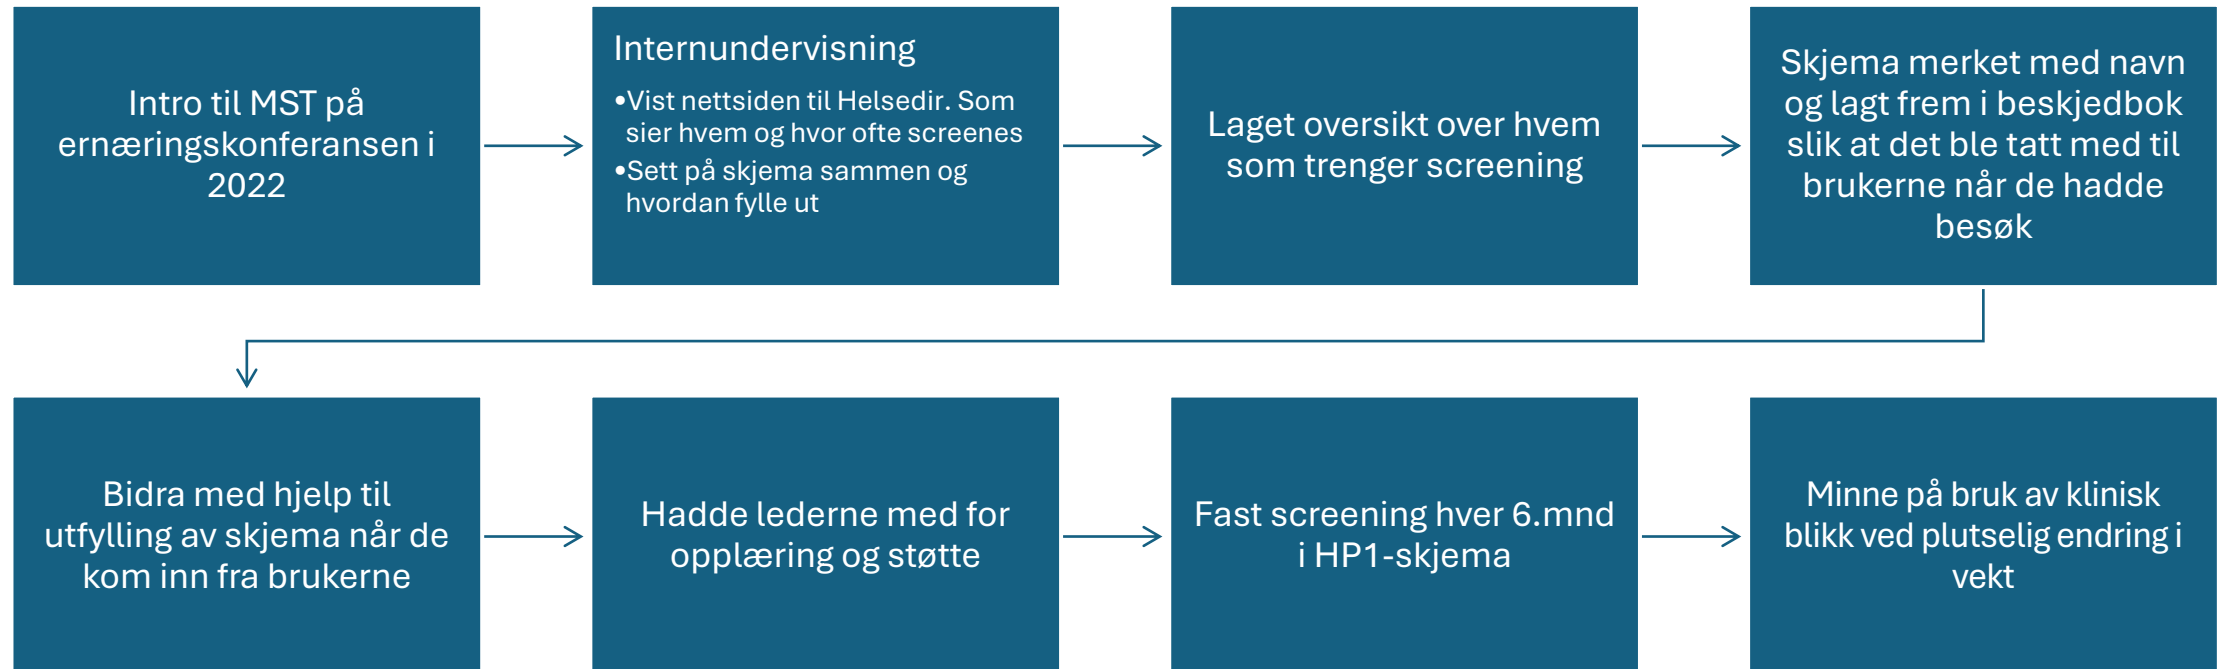 Intro til MST på
ernæringskonferansen i
2022
Internundervisning
•Vist nettsiden til Helsedir. Som
sier hvem og hvor ofte screenes
•Sett på skjema sammen og
hvordan fylle ut
Laget oversikt over hvem
som trenger screening
Skjema merket med navn
og lagt frem i beskjedbok
slik at det ble tatt med til
brukerne når de hadde
besøk
Bidra med hjelp til
utfylling av skjema når de
kom inn fra brukerne
Hadde lederne med for
opplæring og støtte
Fast screening hver 6.mnd
i HP1-skjema
Minne på bruk av klinisk
blikk ved plutselig endring i
vekt